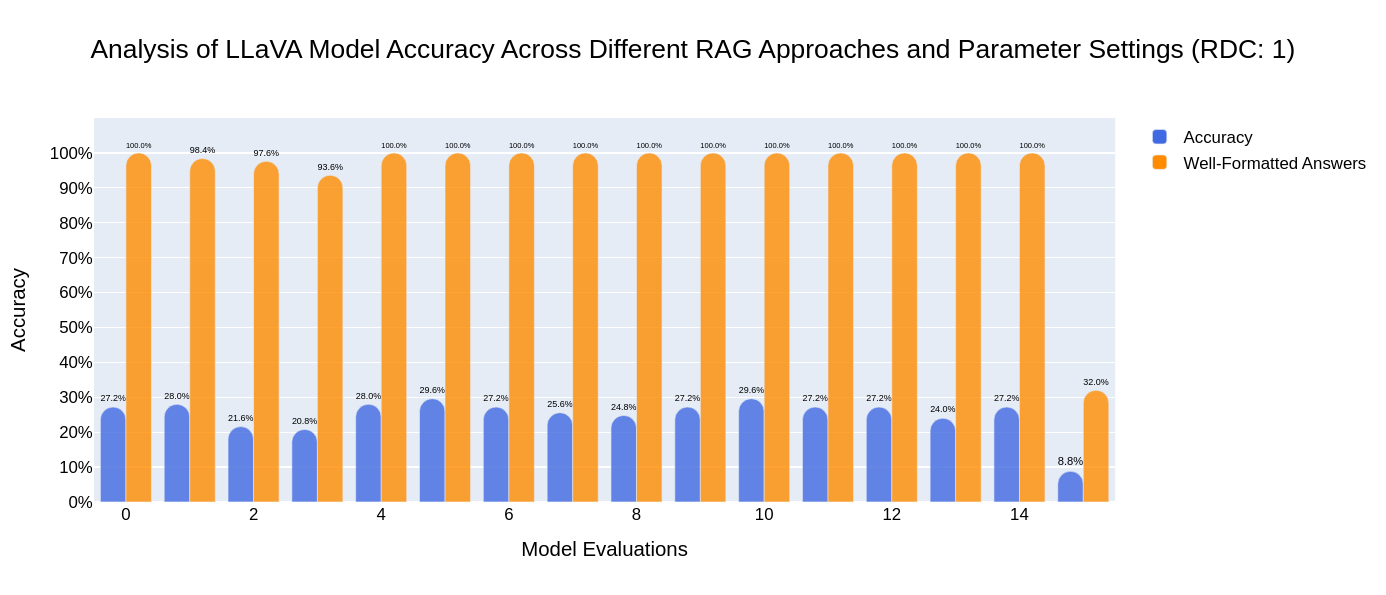 Analysis of LLaVA Model Accuracy Across Different RAG Approaches and Parameter Settings (RDC: 1)
Accuracy
Well-Formatted Answers
100%
90%
80%
70%
60%
50%
40%
30%
20%
10%
0%
Accuracy
100.0% 98.4% 97.6% 93.6% 100.0% 100.0% 100.0% 100.0% 100.0% 100.0% 100.0% 100.0% 100.0% 100.0% 100.0% 32.0%
27.2% 28.0% 21.6% 20.8% 28.0% 29.6% 27.2% 25.6% 24.8% 27.2% 29.6% 27.2% 27.2% 24.0% 27.2% 8.8%
0 2 4 6 8 10 12 14
Model Evaluations